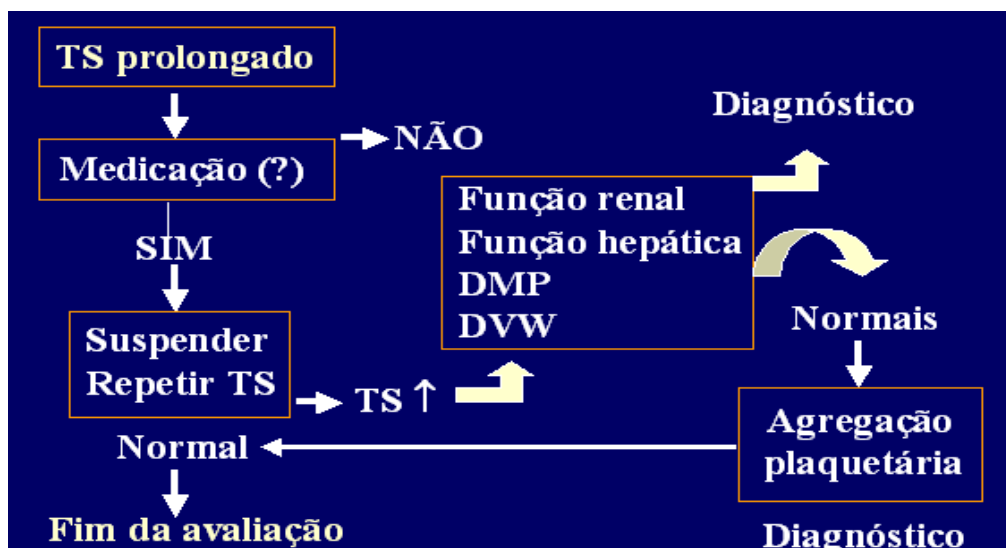 TS prolongado
Medicação (?)
NÃO
SIM
Suspender
Repetir TS
TS ↑
Normal
Fim da avaliação
Função renal
Função hepática
DMP
DVW
Diagnóstico
Normais
Agregação
plaquetária
Diagnóstico